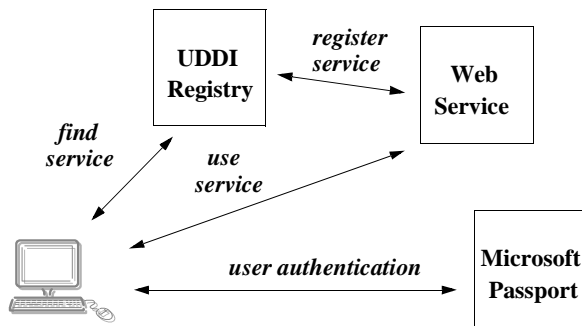 UDDI
Registry
register
service
Web
Service
find
service
use
service
user authentication
Microsoft
Passport